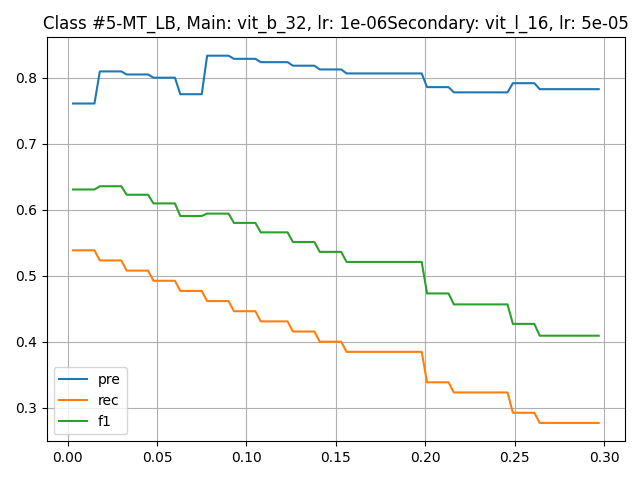 Class #5-MT_LB, Main: vit_b_32, lr: 1e-06Secondary: vit_l_16, lr: 5e-05
0.8
0.7
0.6
0.5
0.4
0.3
pre
rec
f1
0.00 0.05 0.10 0.15 0.20 0.25 0.30